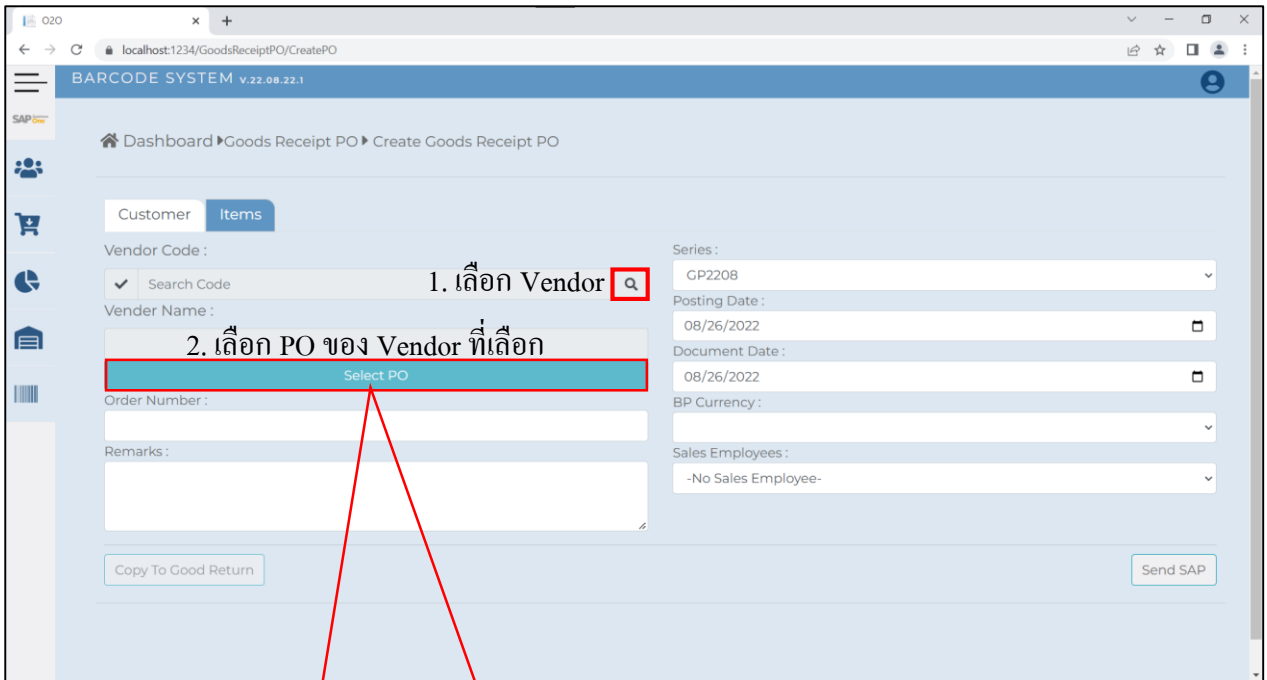 O2O
localhost:1234/GoodsReceiptPO/CreatePO
BARCODE SYSTEM v.22.08.22.1
SAP One
Dashboard Goods Receipt PO Create Goods Receipt PO
Customer Items
Vendor Code :
Search Code
1. เลือก Vendor
Vender Name :
2. เลือก PO ของ Vendor ที่เลือก
Select PO
Order Number :
Remarks :
Series :
GP2208
Posting Date :
08/26/2022
Document Date :
08/26/2022
BP Currency :
Sales Employees :
-No Sales Employee-
Copy To Good Return
Send SAP